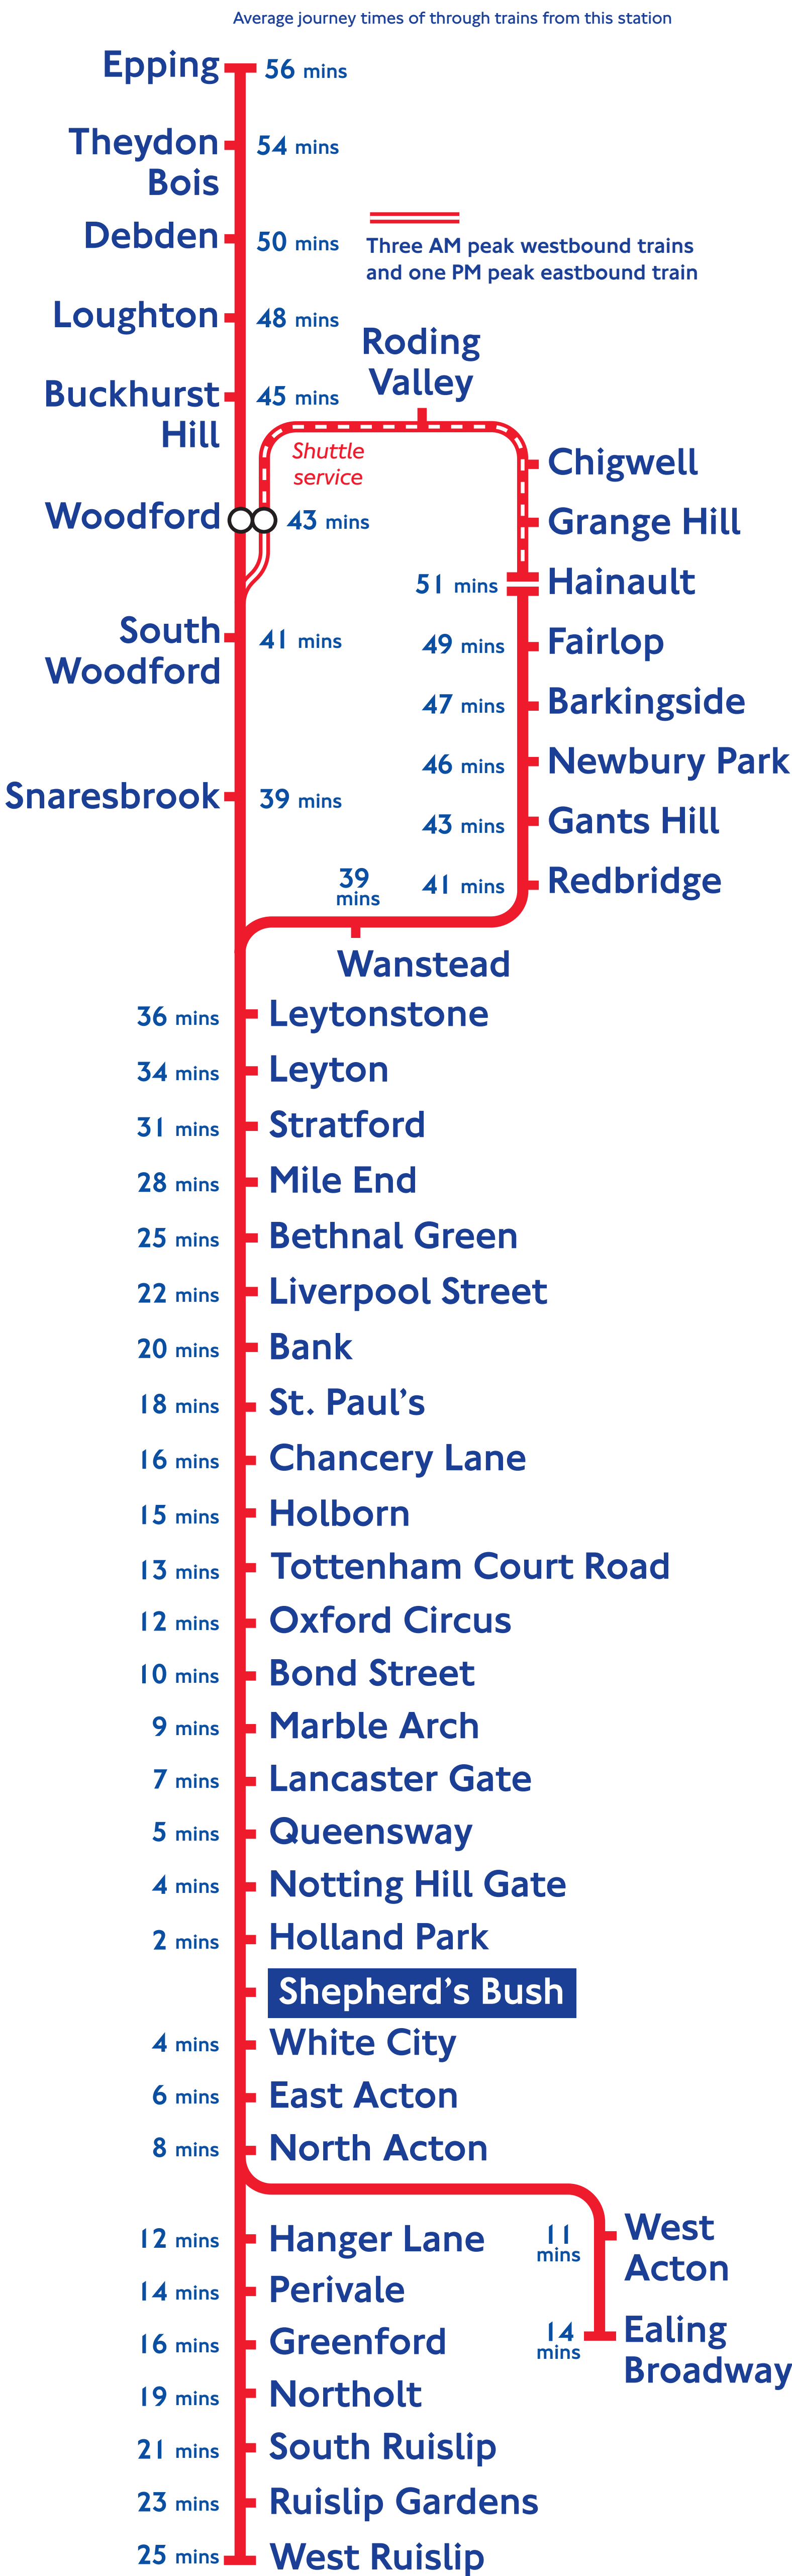 Average journey times of through trains from this station
Epping 56 mins
Theydon
Bois
54 mins
Debden 50 mins
Three AM peak westbound trains
and one PM peak eastbound train
Loughton 48 mins
Roding
Valley
Buckhurst
Hill
45 mins
Shuttle
service
Chigwell
Woodford 43 mins
Grange Hill
51 mins Hainault
South
Woodford
41 mins
49 mins Fairlop
47 mins Barkingside
46 mins Newbury Park
Snaresbrook 39 mins
43 mins Gants Hill
41 mins Redbridge
39
mins
Wanstead
36 mins Leytonstone
34 mins Leyton
31 mins Stratford
28 mins Mile End
25 mins Bethnal Green
22 mins Liverpool Street
20 mins Bank
18 mins St. Paul’s
16 mins Chancery Lane
15 mins Holborn
13 mins Tottenham Court Road
12 mins Oxford Circus
10 mins Bond Street
9 mins Marble Arch
7 mins Lancaster Gate
5 mins Queensway
4 mins Notting Hill Gate
2 mins Holland Park
Shepherd’s Bush
4 mins White City
6 mins East Acton
8 mins North Acton
11
mins
West
Acton
14
mins
Ealing
Broadway
12 mins Hanger Lane
14 mins Perivale
16 mins Greenford
19 mins Northolt
21 mins South Ruislip
23 mins Ruislip Gardens
25 mins West Ruislip